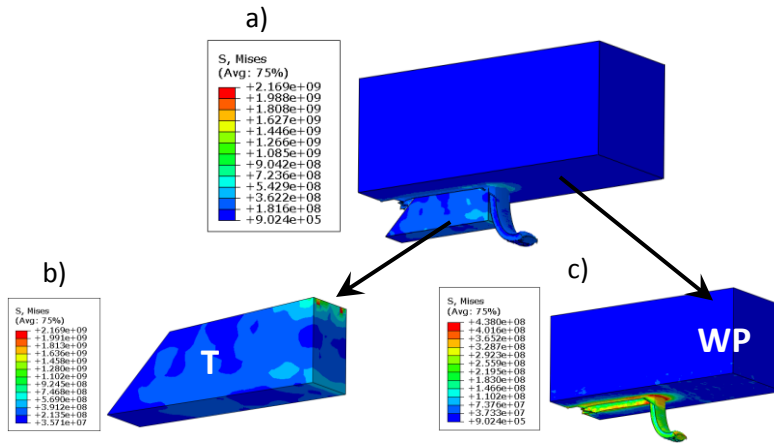 a)
S, Mises
(Avg: 75%)
+2.169e+09
+1.988e+09
+1.808e+09
+1.627e+09
+1.446e+09
+1.266e+09
+1.085e+09
+9.042e+08
+7.236e+08
+5.429e+08
+3.622e+08
+1.816e+08
+9.024e+05
b)
S, Mises
(Avg: 75%)
+2.169e+09
+1.991e+09
+1.813e+09
+1.636e+09
+1.458e+09
+1.280e+09
+1.102e+09
+9.245e+08
+7.468e+08
+5.690e+08
+3.912e+08
+2.135e+08
+3.571e+07
T
c)
S, Mises
(Avg: 75%)
+4.380e+08
+4.016e+08
+3.652e+08
+3.287e+08
+2.923e+08
+2.559e+08
+2.195e+08
+1.830e+08
+1.466e+08
+1.102e+08
+7.376e+07
+3.733e+07
+9.024e+05
WP